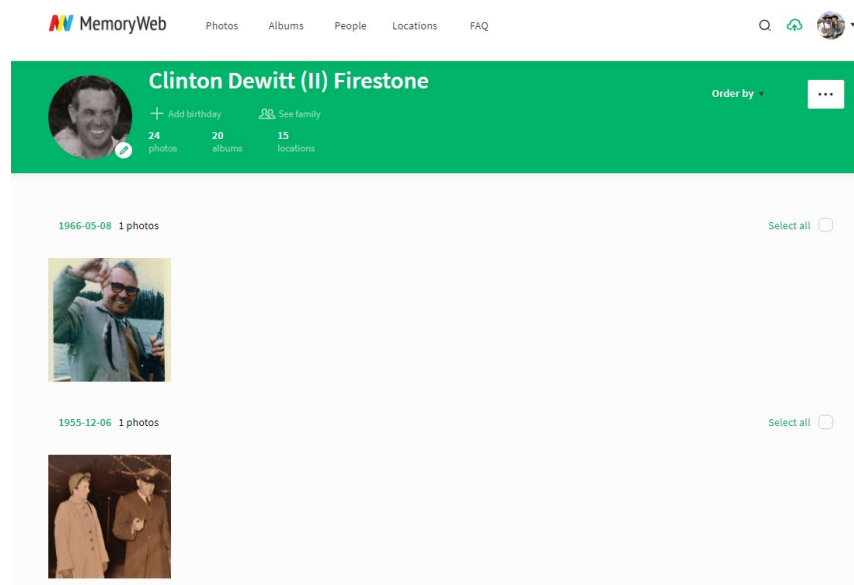 MemoryWeb Photos Albums People Locations FAQ
Clinton Dewitt (II) Firestone
Order by
Add birthday See family
24 20 15
photos albums locations
1966-05-08 1 photos Select all
1955-12-06 1 photos Select all